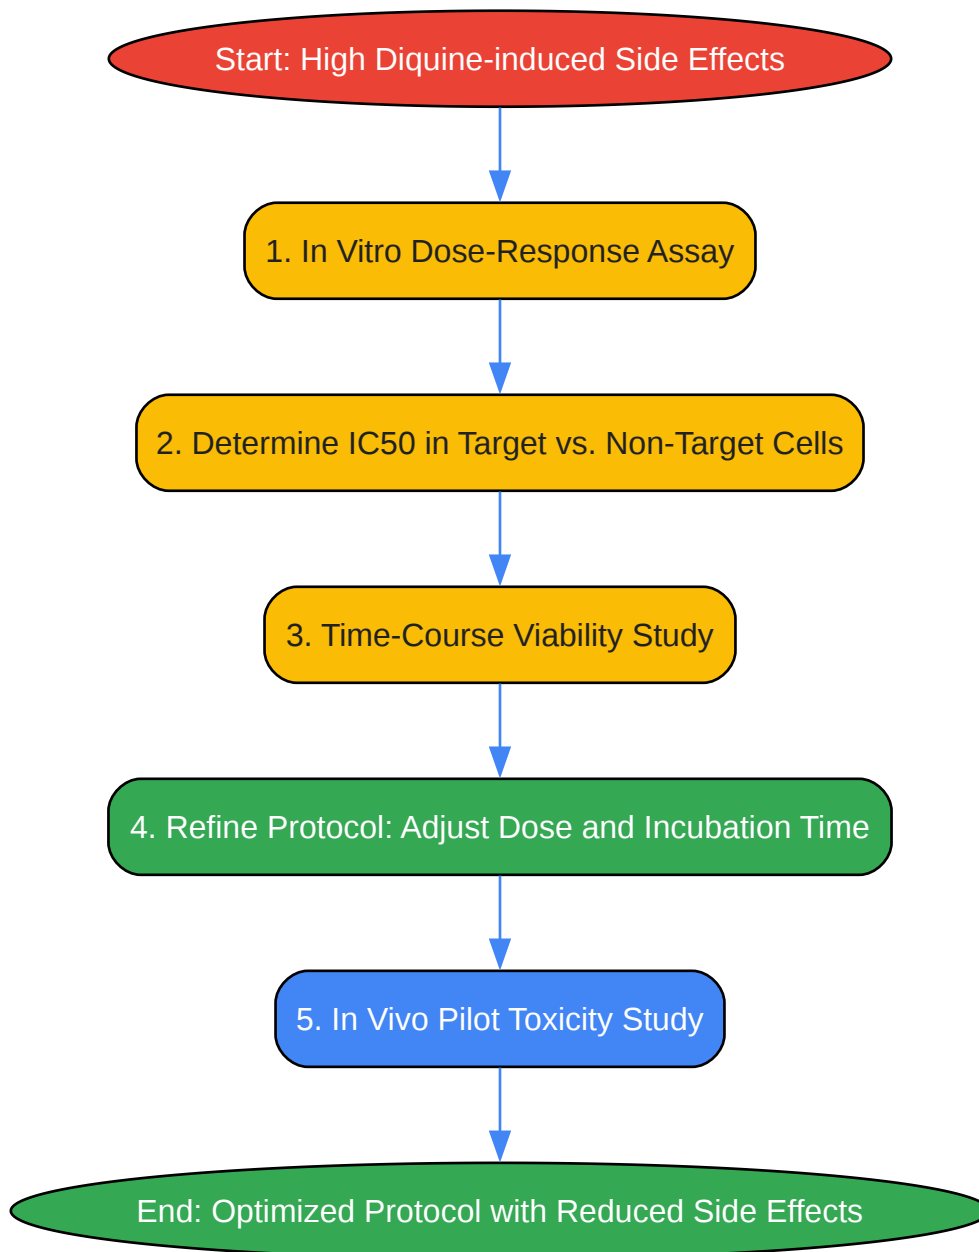 Start: High Diquine-induced Side Effects
1. In Vitro Dose-Response Assay
2. Determine IC50 in Target vs. Non-Target Cells
3. Time-Course Viability Study
4. Refine Protocol: Adjust Dose and Incubation Time
5. In Vivo Pilot Toxicity Study
End: Optimized Protocol with Reduced Side Effects